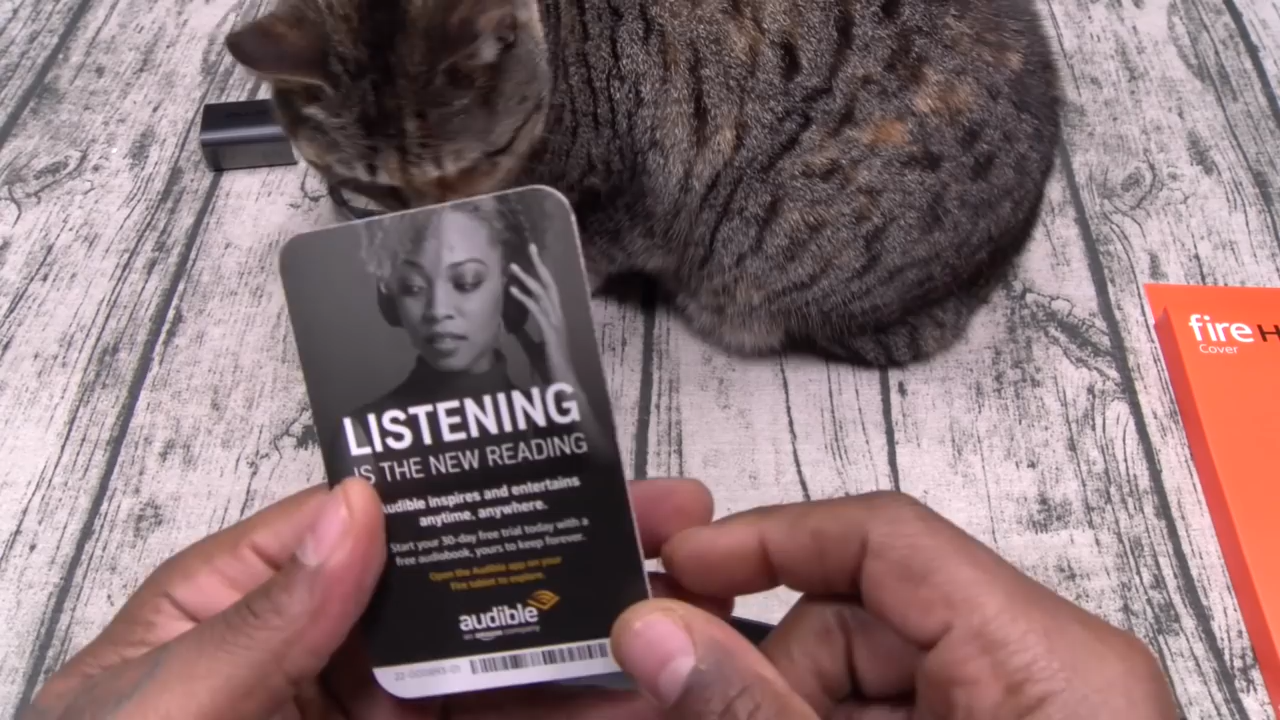 fire H
Cover
LISTENING
IS THE NEW READING
Audible inspires and entertains
anytime, anywhere.
Start your 30-day free trial today with a
free audiobook, yours to keep forever.
Open the Audible app on your
Fire tablet to explore.
audible
an amazon company